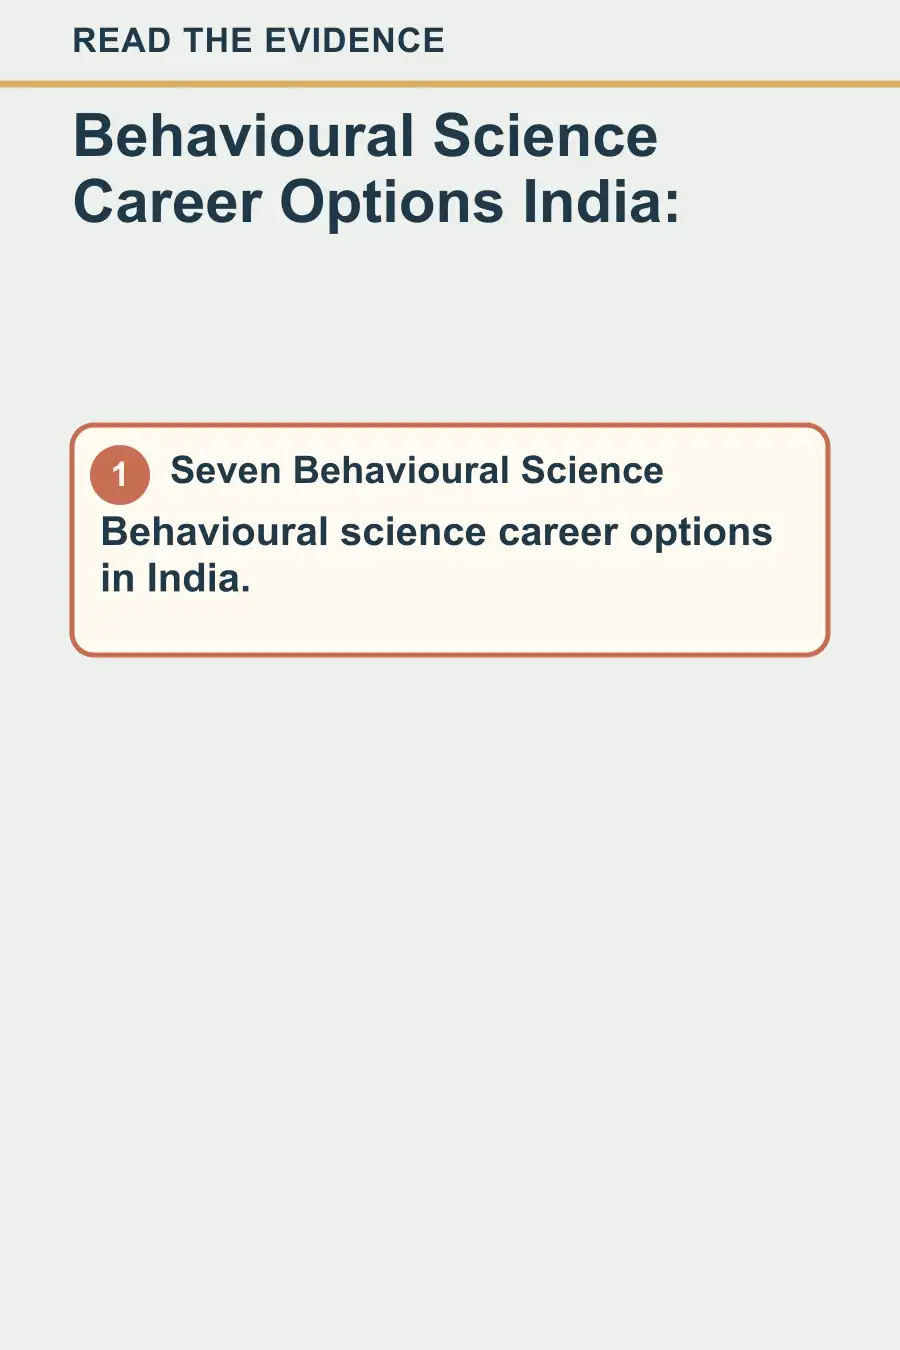 READ THE EVIDENCE
Behavioural Science
Career Options India:
1 Seven Behavioural Science
Behavioural science career options
in India.